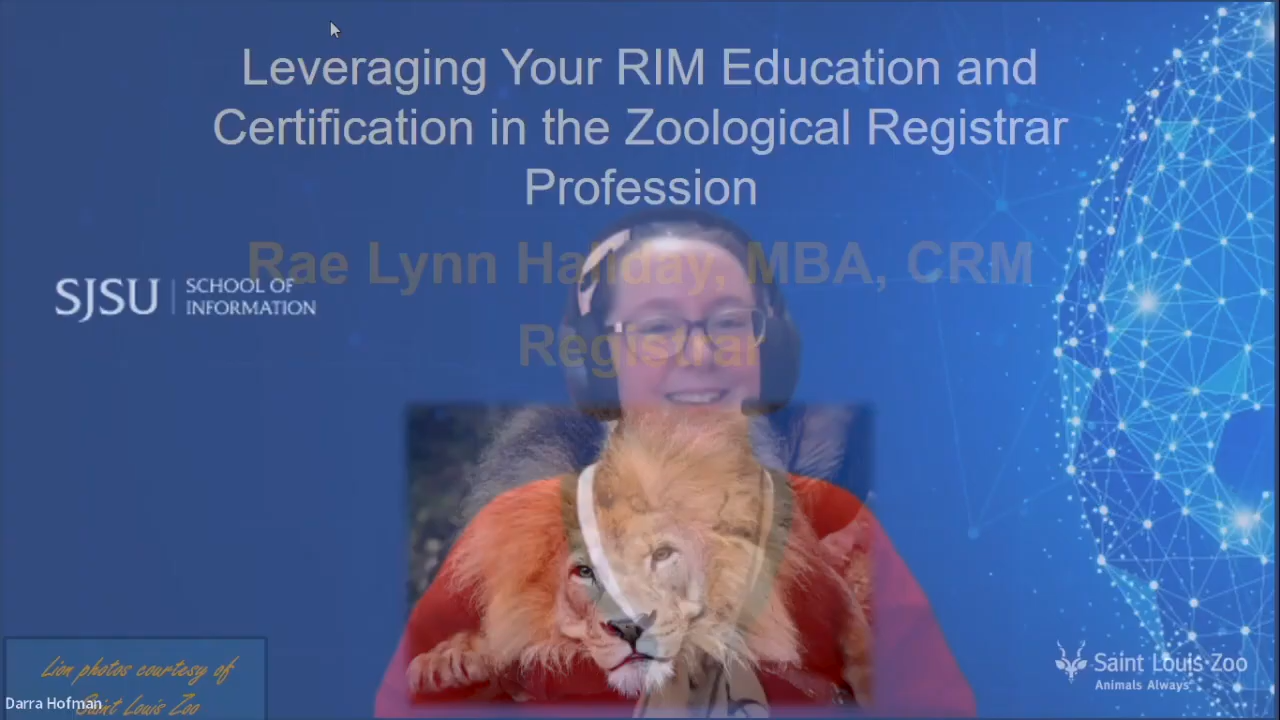 Leveraging Your RIM Education and
Certification in the Zoological Registrar
Profession
Rae Lynn Haliday, MBA, CRM
Registrar
SJSU
SCHOOL OF
INFORMATION
Lion photos courtesy of
Saint Louis Zoo
Darra Hofman
Saint Louis Zoo
Animals Always